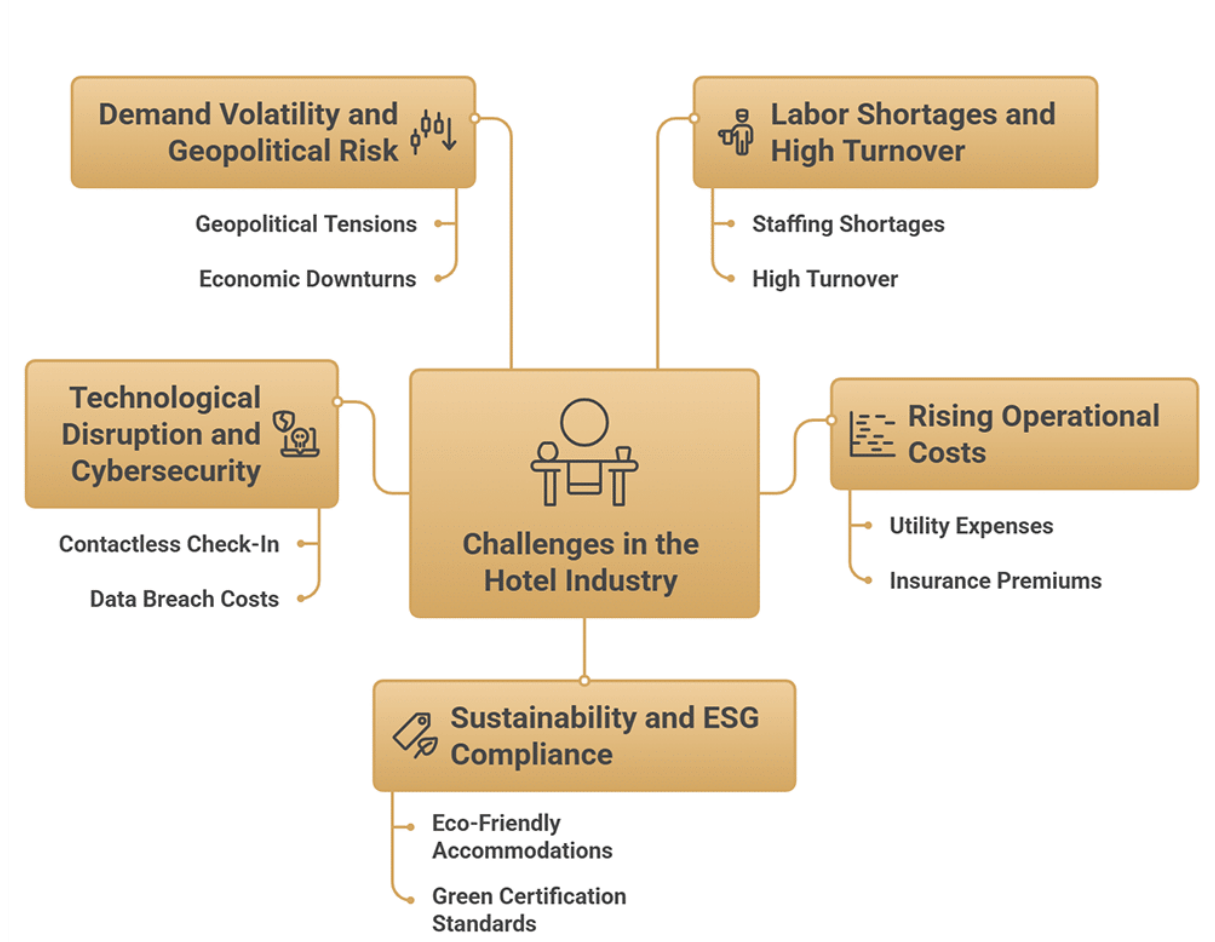 Demand Volatility and
Geopolitical Risk
Geopolitical Tensions
Economic Downturns
Labor Shortages and
High Turnover
Staffing Shortages
High Turnover
Technological
Disruption and
Cybersecurity
Contactless Check-In
Data Breach Costs
Challenges in the
Hotel Industry
Rising Operational
Costs
Utility Expenses
Insurance Premiums
Sustainability and ESG
Compliance
Eco-Friendly
Accommodations
Green Certification
Standards